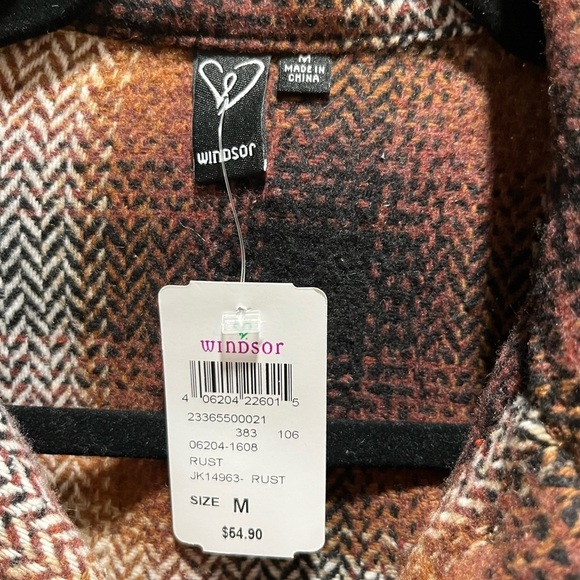 WINDSOR
M
MADE IN
CHINA
WINDSOR
4 06204 22601 5
23365500021
383 106
06204-1608
RUST
JK14963- RUST
SIZE M
$54.90